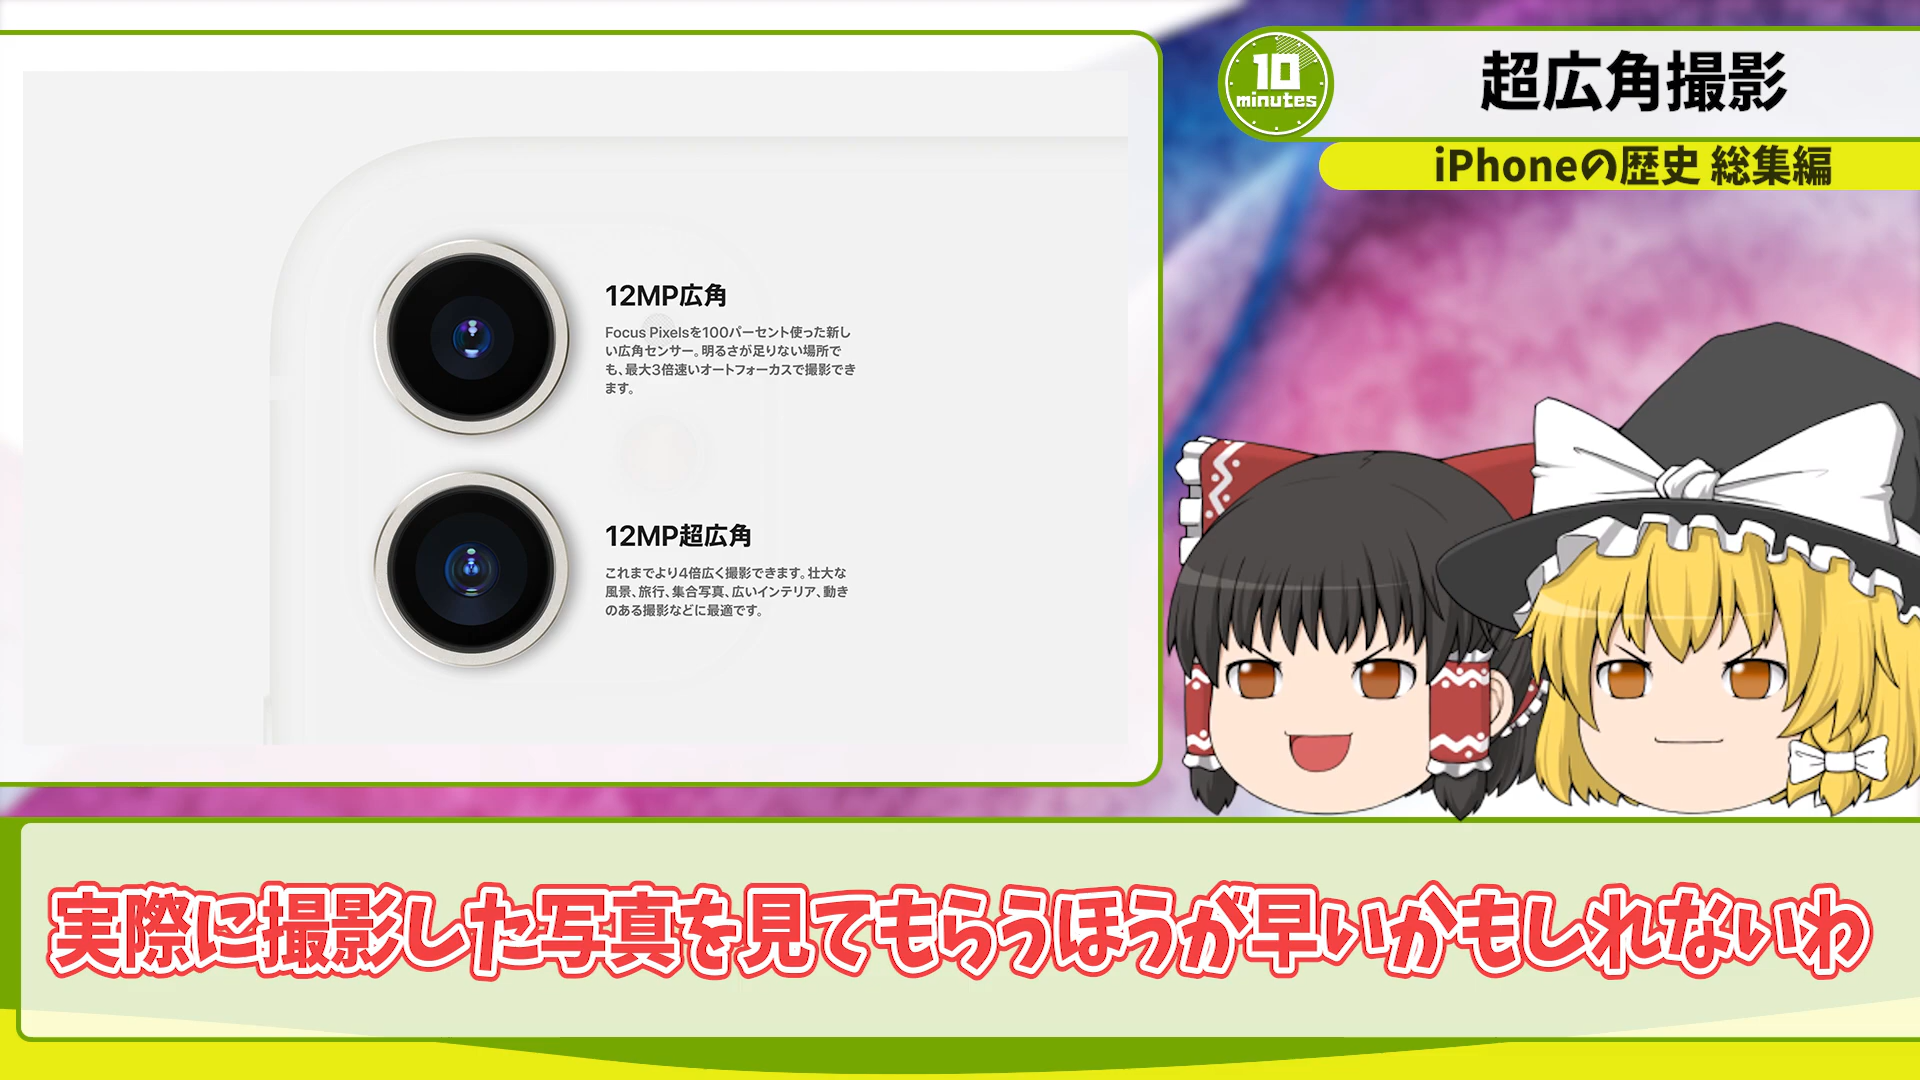 10
minutes
超広角撮影
iPhoneの歴史 総集編
12MP広角
Focus Pixelsを100パーセント使った新し
い広角センサー。明るさが足りない場所で
も、最大3倍速いオートフォーカスで撮影でき
ます。
12MP超広角
これまでより4倍広く撮影できます。壮大な
風景、旅行、集合写真、広いインテリア、動き
のある撮影などに最適です。
実際に撮影した写真を見てもらうほうが早いかもしれないわ